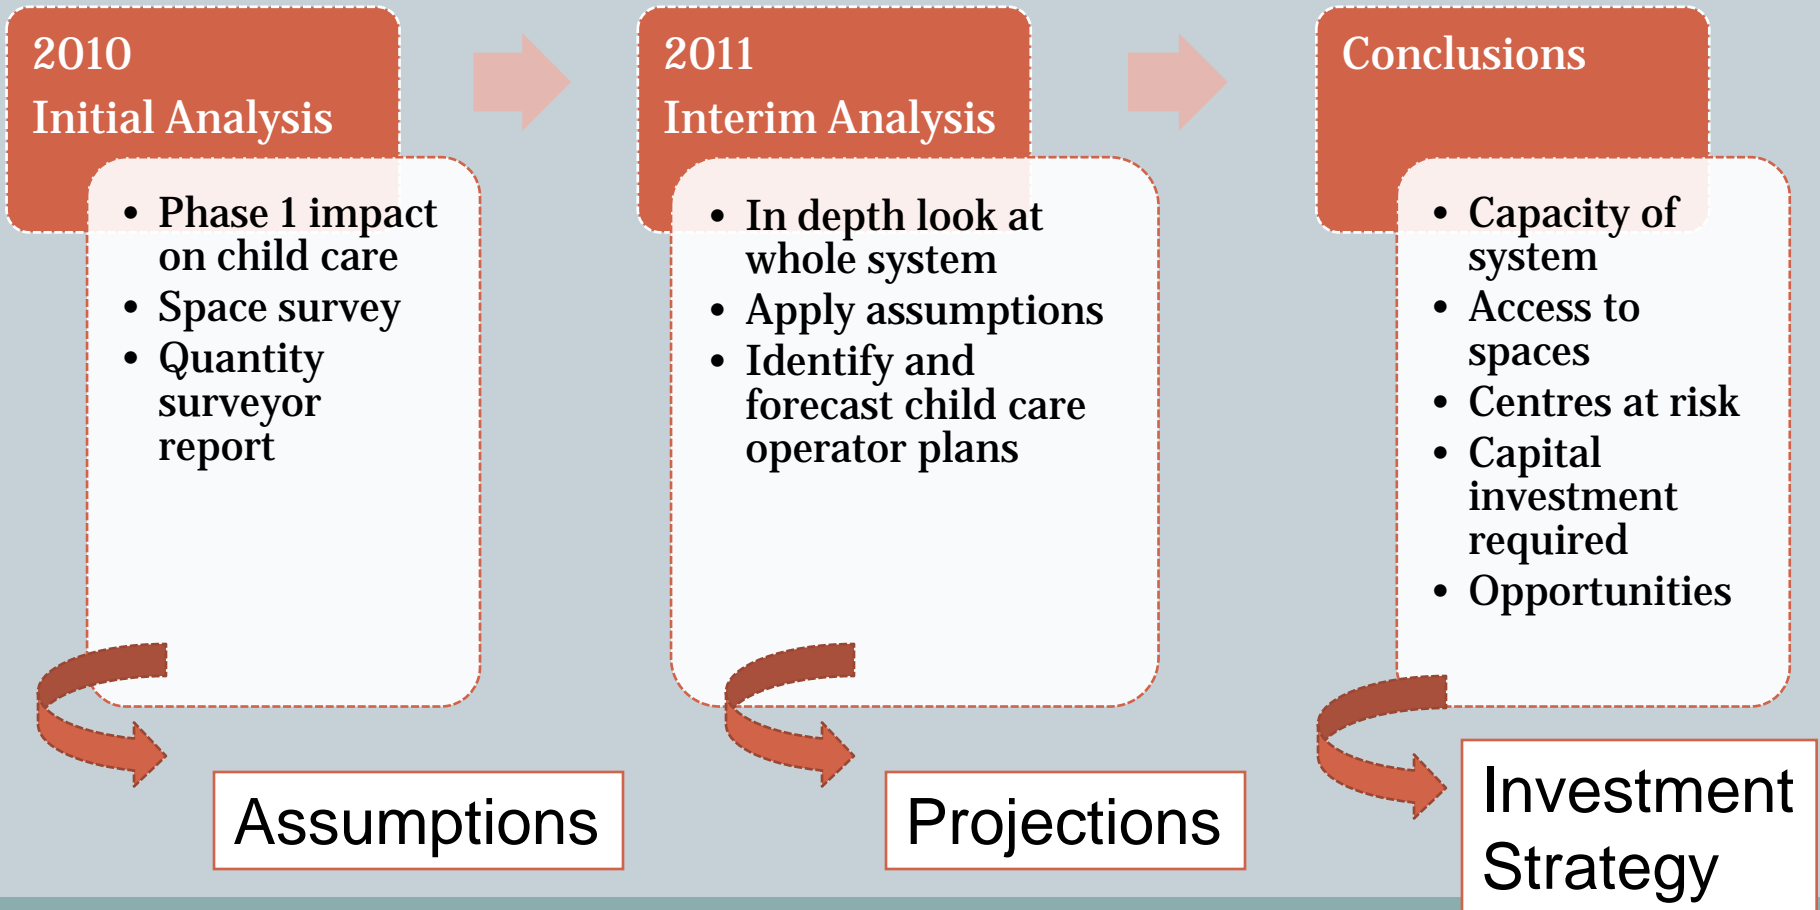 2010
Initial Analysis
• Phase 1 impact
on child care
• Space survey
• Quantity
surveyor
report
Assumptions
2011
Interim Analysis
• In depth look at
whole system
• Apply assumptions
• Identify and
forecast child care
operator plans
Projections
Conclusions
• Capacity of
system
• Access to
spaces
• Centres at risk
• Capital
investment
required
• Opportunities
Investment
Strategy